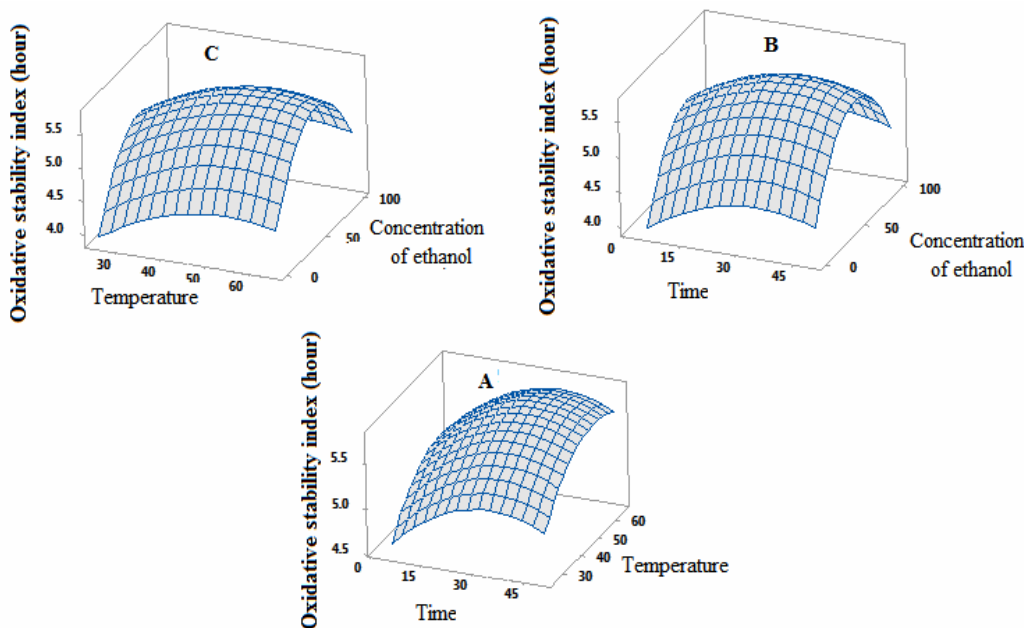 Oxidative stability index (hour)
C
5.5
5.0
4.5
4.0
30
40
50
60
Temperature
0
50
100
Concentration
of ethanol
Oxidative stability index (hour)
B
5.5
5.0
4.5
4.0
0
15
30
45
Time
0
50
100
Concentration
of ethanol
Oxidative stability index (hour)
A
5.5
5.0
4.5
0
15
30
45
Time
30
40
50
60
Temperature